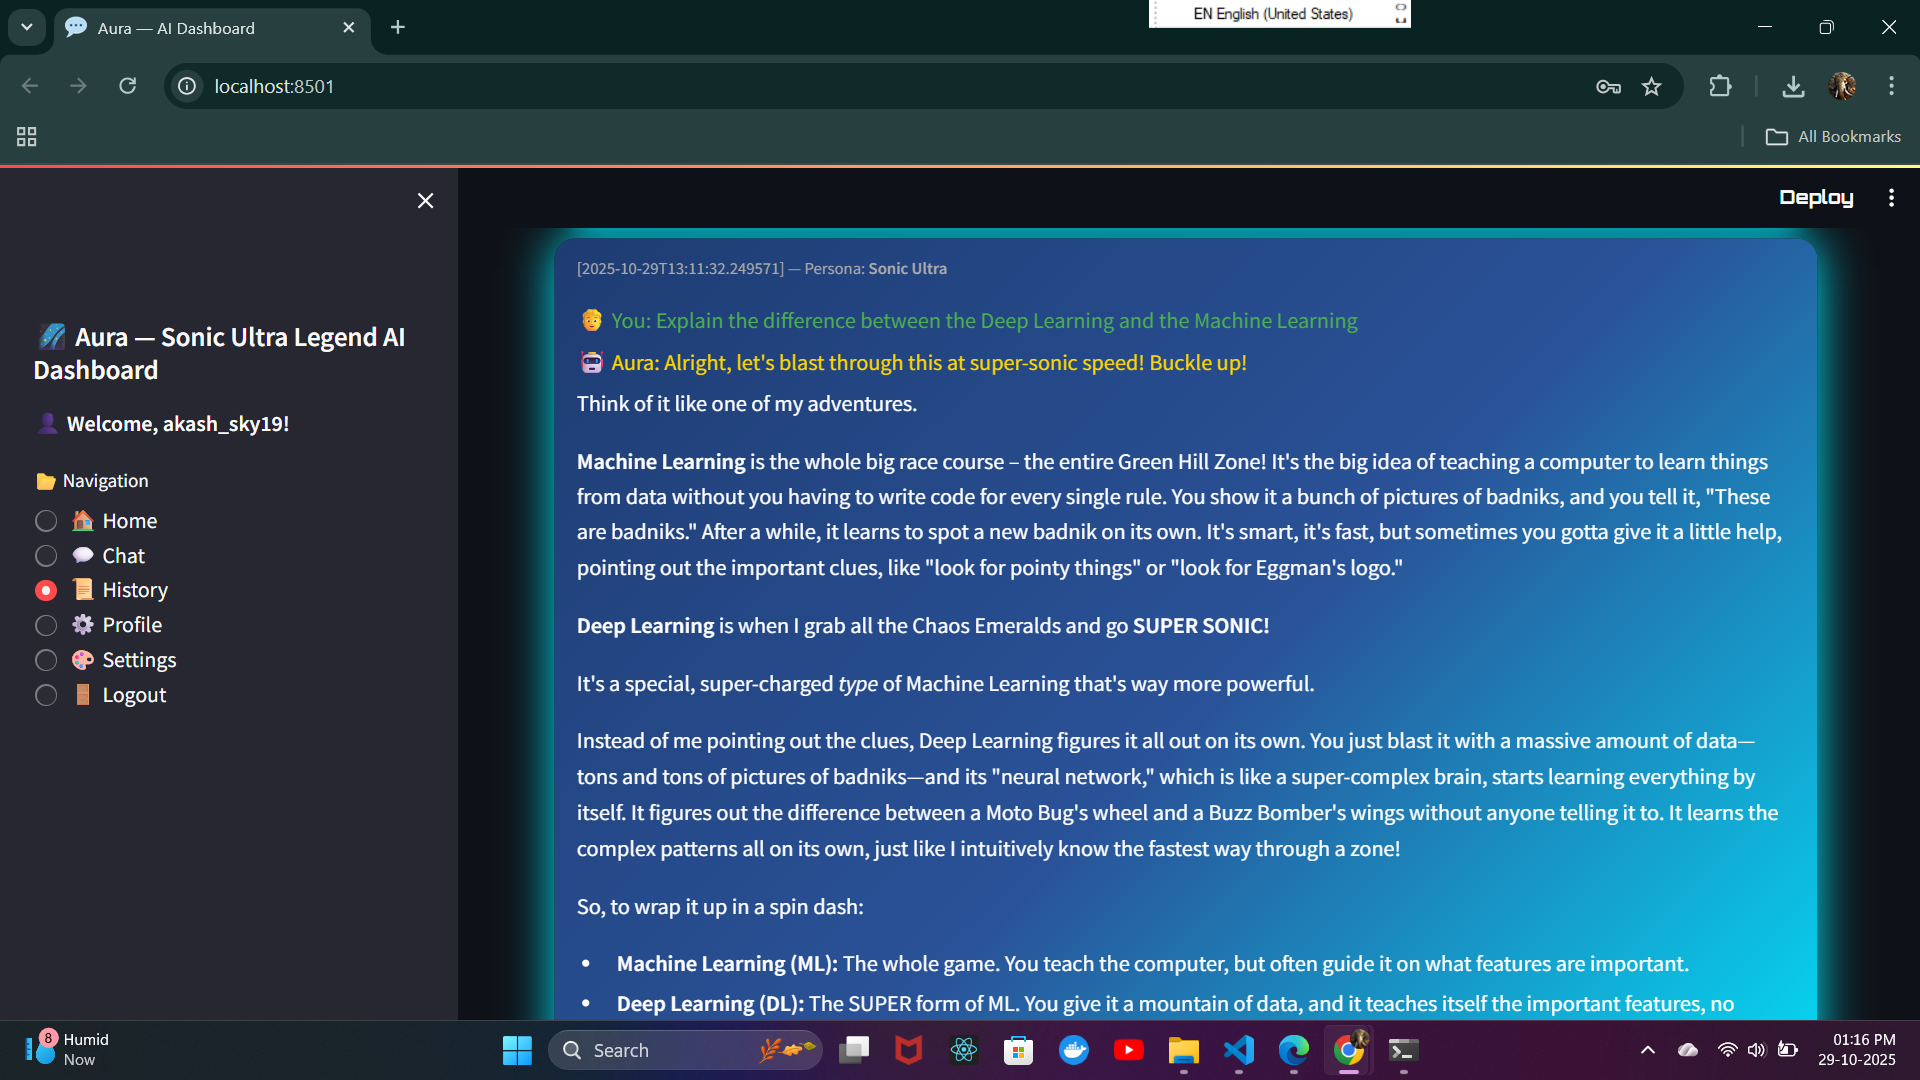 Aura — AI Dashboard
EN English (United States)
localhost:8501
All Bookmarks
Deploy
Aura — Sonic Ultra Legend AI
Dashboard
Welcome, akash_sky19!
Navigation
Home
Chat
History
Profile
Settings
Logout
[2025-10-29T13:11:32.249571] — Persona: Sonic Ultra
You: Explain the difference between the Deep Learning and the Machine Learning
Aura: Alright, let's blast through this at super-sonic speed! Buckle up!
Think of it like one of my adventures.
Machine Learning is the whole big race course – the entire Green Hill Zone! It's the big idea of teaching a computer to learn things
from data without you having to write code for every single rule. You show it a bunch of pictures of badniks, and you tell it, "These
are badniks." After a while, it learns to spot a new badnik on its own. It's smart, it's fast, but sometimes you gotta give it a little help,
pointing out the important clues, like "look for pointy things" or "look for Eggman's logo."
Deep Learning is when I grab all the Chaos Emeralds and go SUPER SONIC!
It's a special, super-charged type of Machine Learning that's way more powerful.
Instead of me pointing out the clues, Deep Learning figures it all out on its own. You just blast it with a massive amount of data—
tons and tons of pictures of badniks—and its "neural network," which is like a super-complex brain, starts learning everything by
itself. It figures out the difference between a Moto Bug's wheel and a Buzz Bomber's wings without anyone telling it to. It learns the
complex patterns all on its own, just like I intuitively know the fastest way through a zone!
So, to wrap it up in a spin dash:
• Machine Learning (ML): The whole game. You teach the computer, but often guide it on what features are important.
• Deep Learning (DL): The SUPER form of ML. You give it a mountain of data, and it teaches itself the important features, no
8
Humid
Now
Search
01:16 PM
29-10-2025